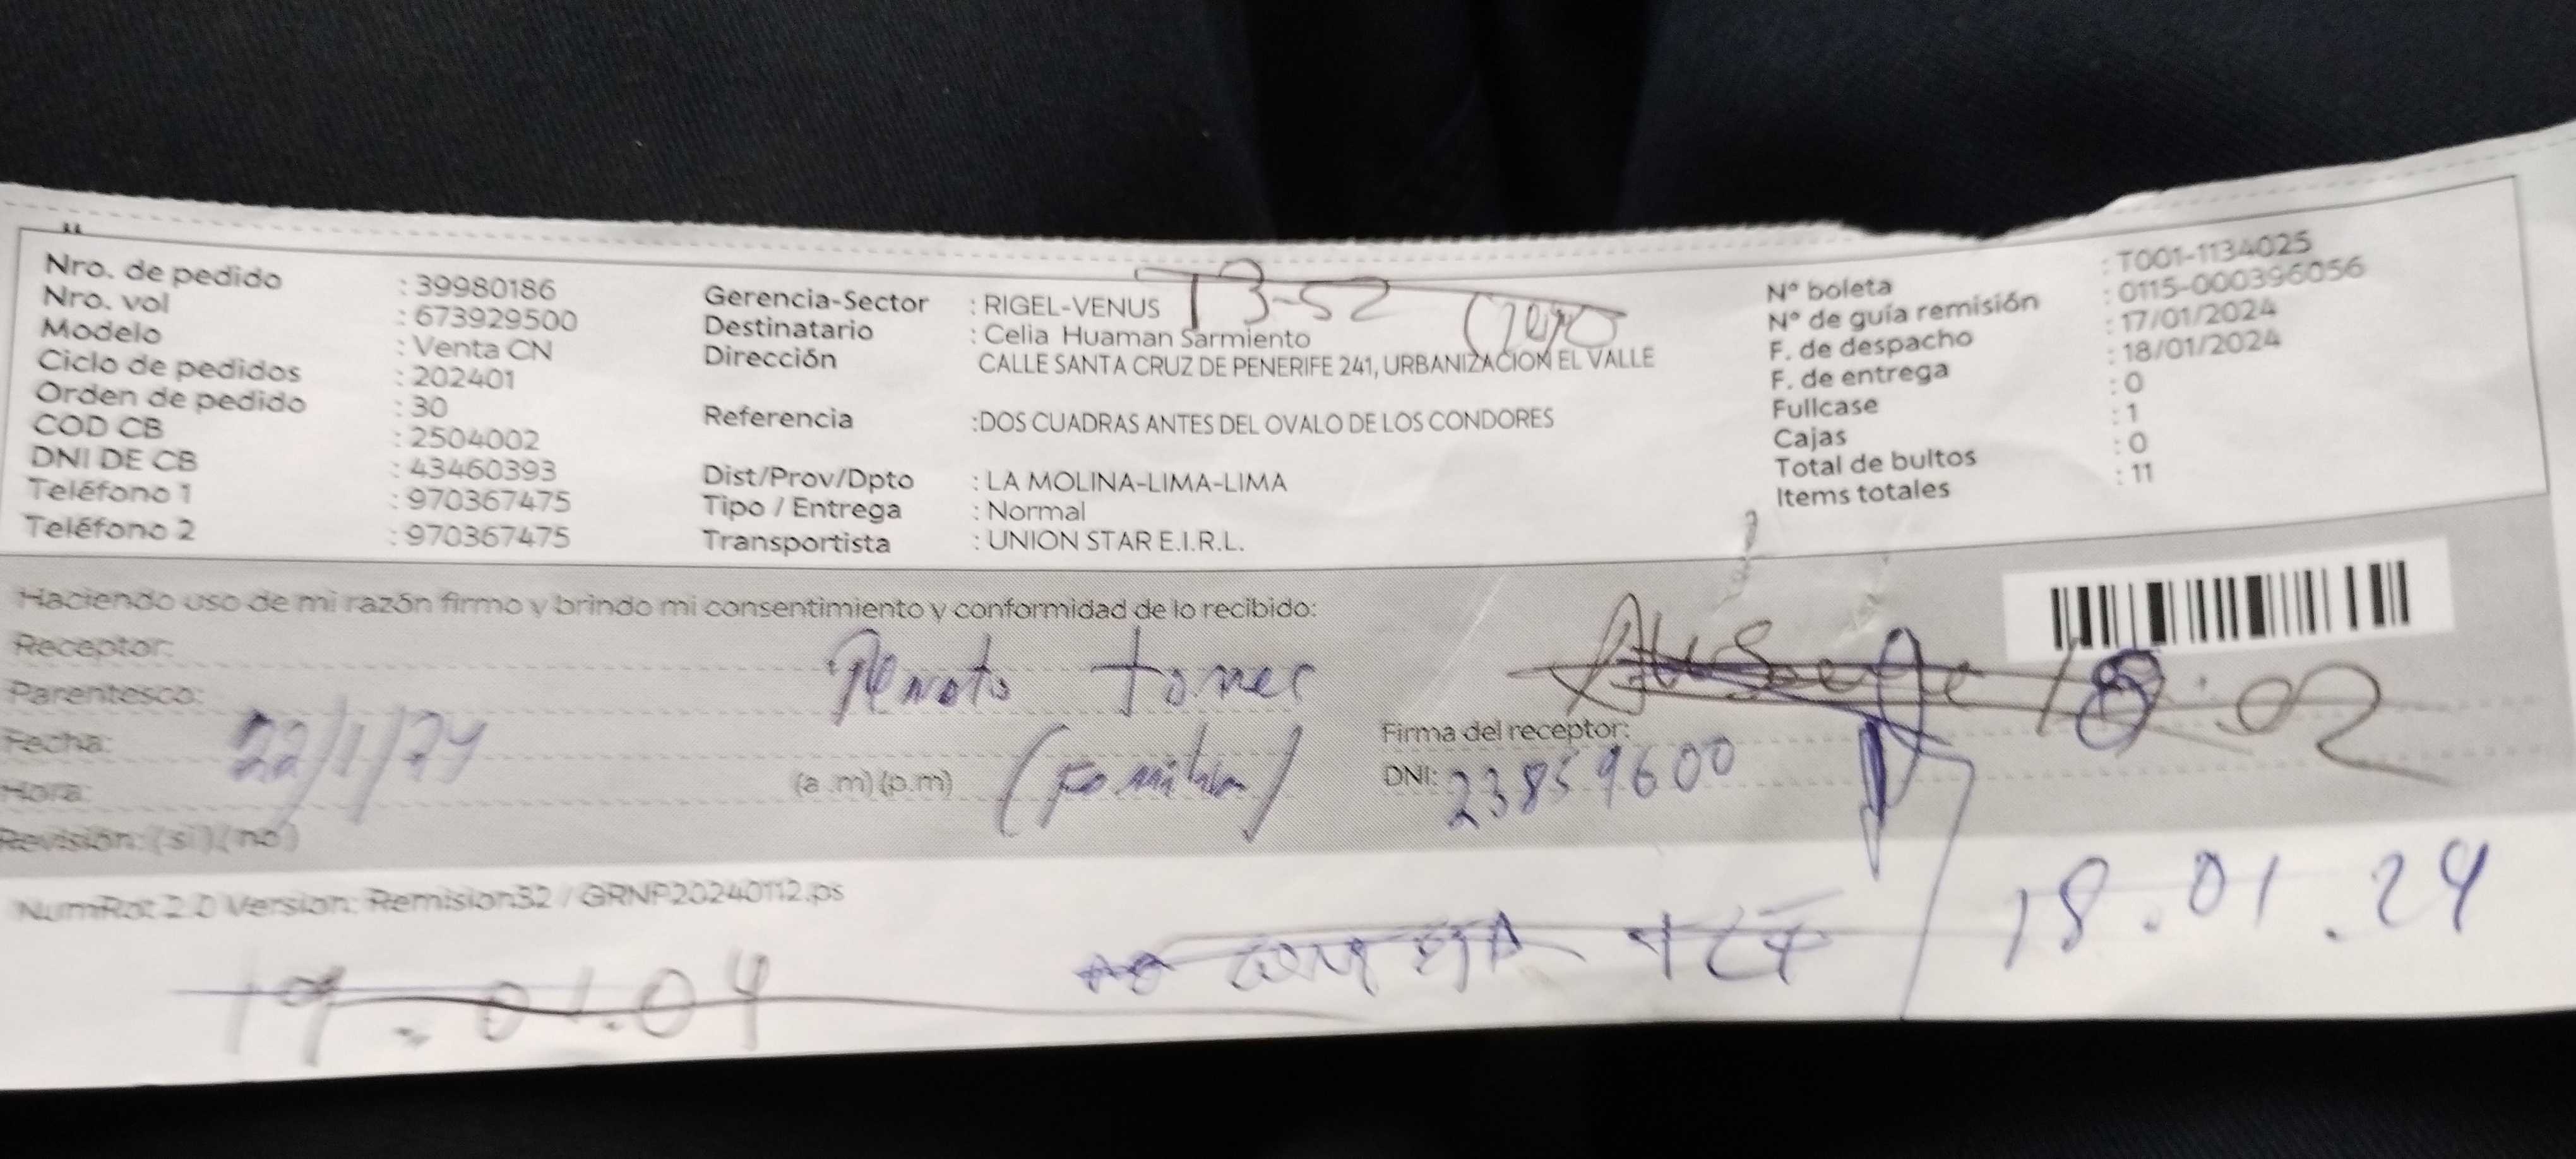 Nro. de pedido : 39980186
Nro. vol : 673929500
Modelo : Venta CN
Ciclo de pedidos : 202401
Orden de pedido : 30
COD CB : 2504002
DNI DE CB : 43460393
Teléfono 1 : 970367475
Teléfono 2 : 970367475
T3-52
Gerencia-Sector : RIGEL-VENUS
Destinatario : Celia Huaman Sarmiento
Dirección CALLE SANTA CRUZ DE PENERIFE 241, URBANIZACION EL VALLE
Referencia :DOS CUADRAS ANTES DEL OVALO DE LOS CONDORES
Dist/Prov/Dpto : LA MOLINA-LIMA-LIMA
Tipo / Entrega : Normal
Transportista : UNION STAR E.I.R.L.
Nº boleta : T001-1134025
Nº de guía remisión : 0115-000396056
F. de despacho : 17/01/2024
F. de entrega : 18/01/2024
Fullcase : 0
Cajas : 1
Total de bultos : 0
Items totales : 11
Haciendo uso de mi razón firmo y brindo mi consentimiento y conformidad de lo recibido:
Receptor:
Parentesco:
Fecha: 22/1/24
Hora: (a.m)(p.m)
Revisión: (si)(no)
Firma del receptor:
DNI: 23859600
18.01.24
NumRot 2.0 Version: Remision32 / GRNP20240112.ps
19.01.04